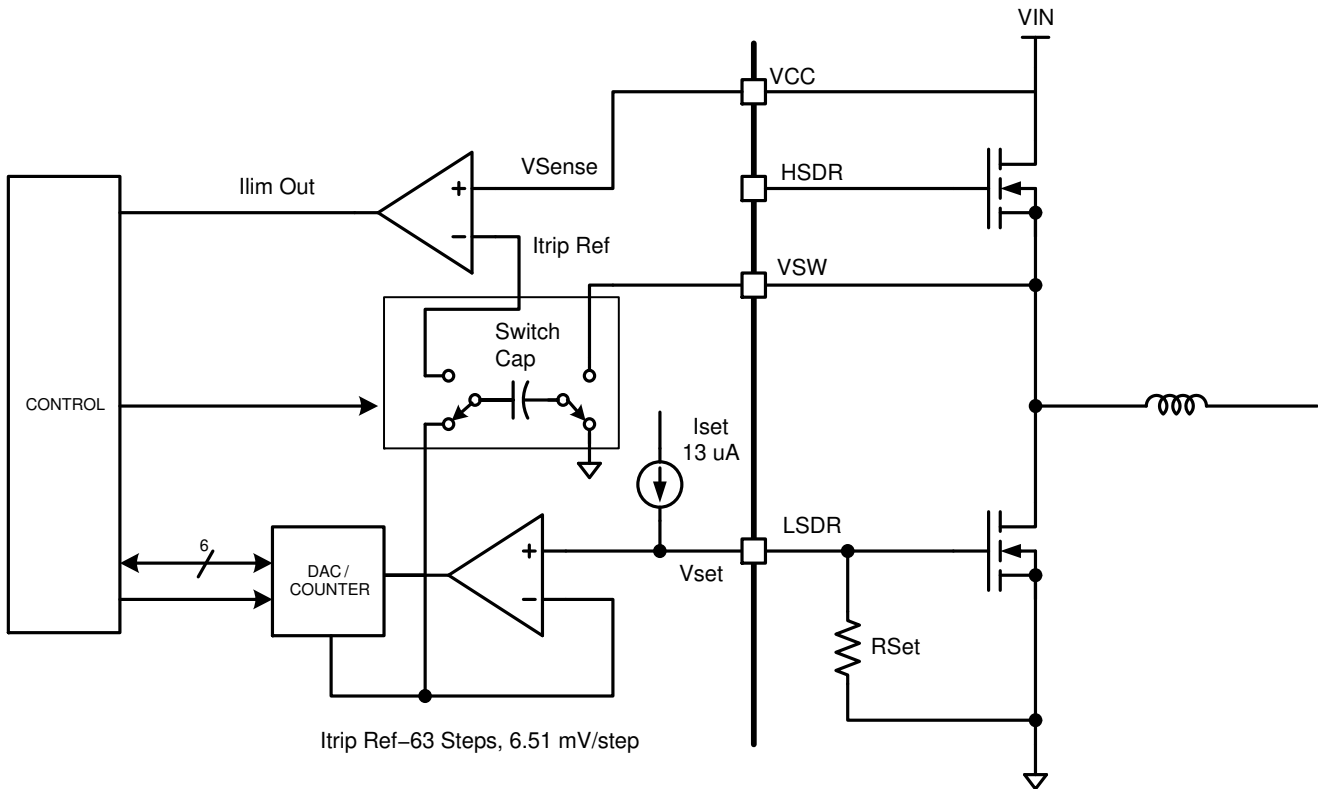 VIN
VCC
VSense
Ilim Out
+
−
HSDR
Itrip Ref
VSW
Switch
Cap
CONTROL
Iset
13 uA
6
DAC /
COUNTER
+
−
LSDR
Vset
RSet
Itrip Ref−63 Steps, 6.51 mV/step